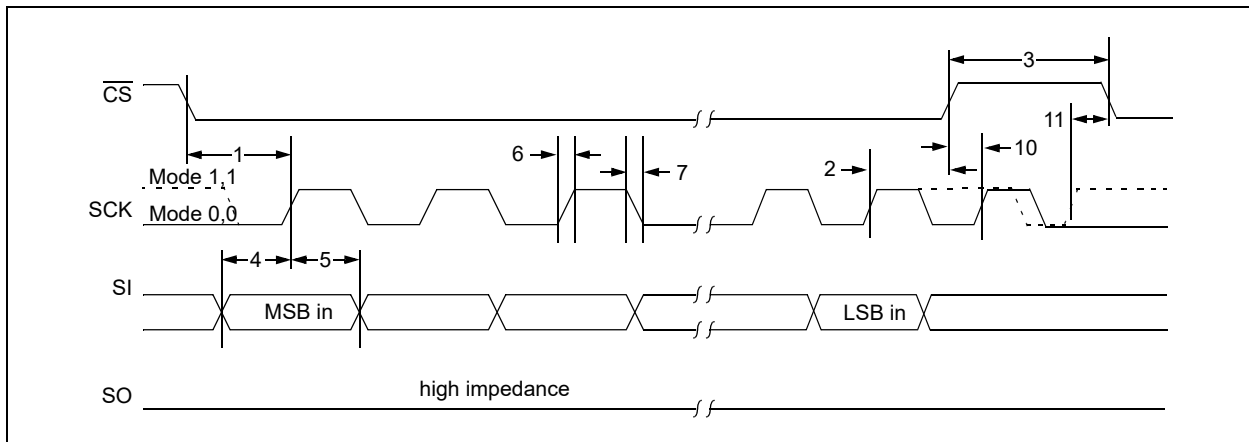 3
CS
11
1
6
7
2
10
Mode 1,1
SCK
Mode 0,0
4
5
SI
MSB in
LSB in
SO
high impedance